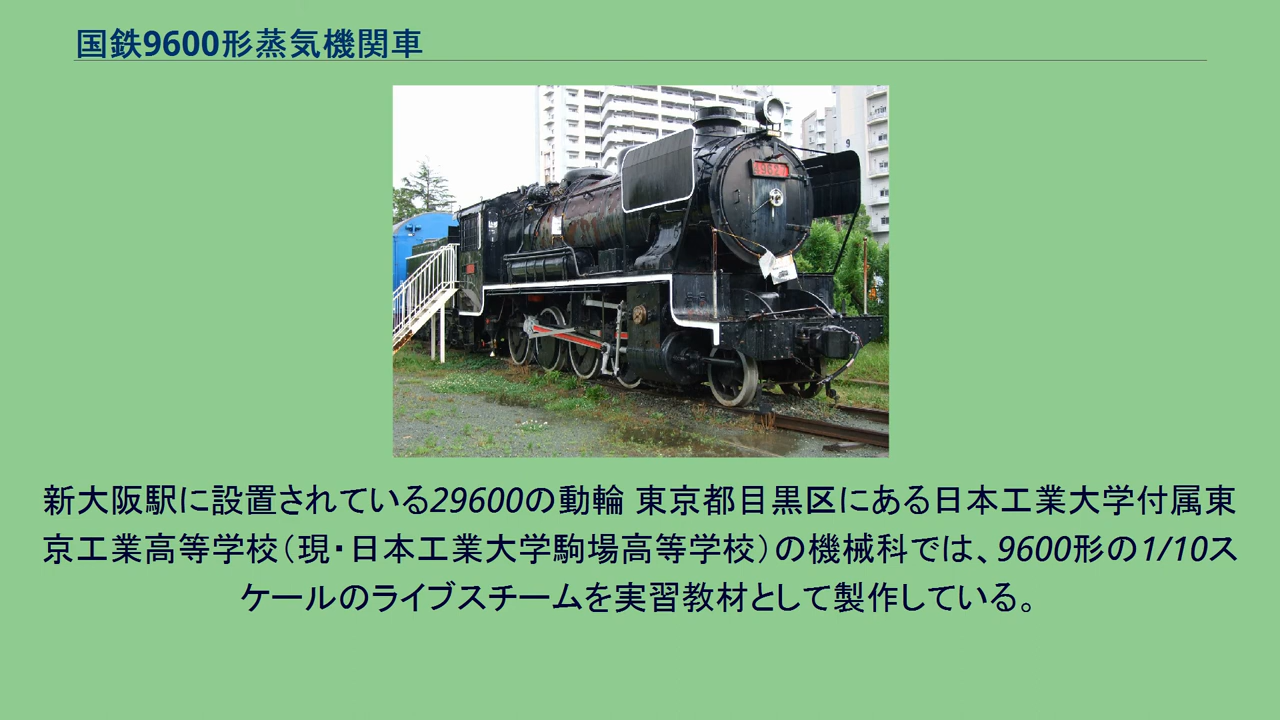 国鉄9600形蒸気機関車
新大阪駅に設置されている29600の動輪 東京都目黒区にある日本工業大学付属東
京工業高等学校（現・日本工業大学駒場高等学校）の機械科では、9600形の1/10ス
ケールのライブスチームを実習教材として製作している。